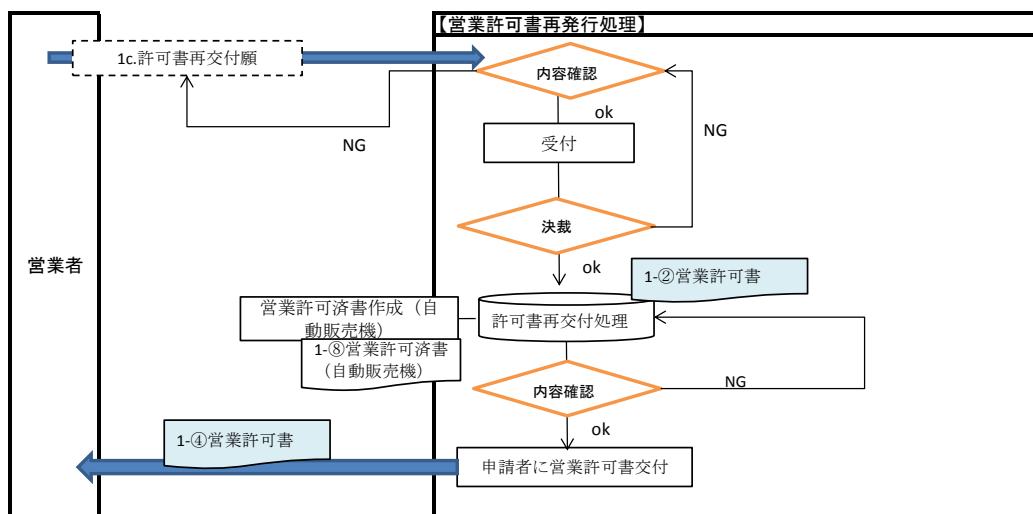 【営業許可書再発行処理】
1c.許可書再交付願
内容確認
ok
NG
NG
受付
決裁
営業者
ok
1-②営業許可書
営業許可済書作成（自
動販売機）
許可書再交付処理
1-⑧営業許可済書
（自動販売機）
内容確認
NG
ok
1-④営業許可書
申請者に営業許可書交付